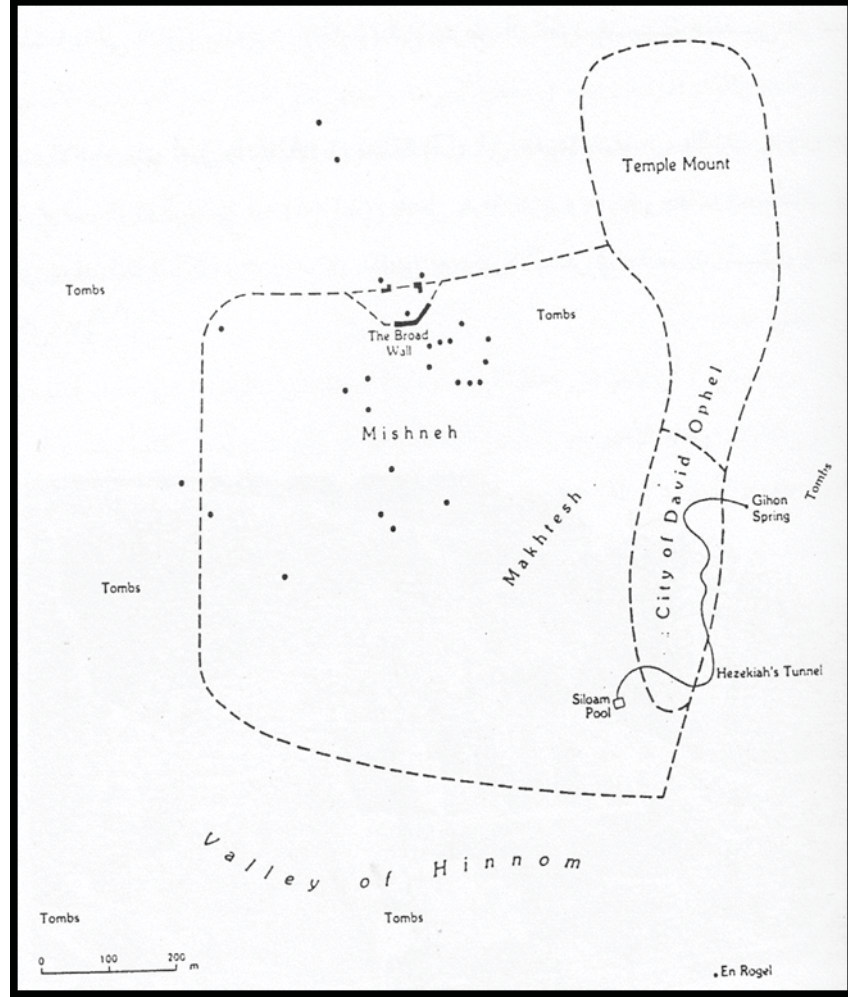 Temple Mount
Tombs
Tombs
The Broad
Wall
Ophel
Mishneh
City of David
Tombs
Makhtesh
Gihon
Spring
Tombs
Hezekiah's Tunnel
Siloam
Pool
Valley of Hinnom
Tombs
Tombs
0 100 200 m
En Rogel